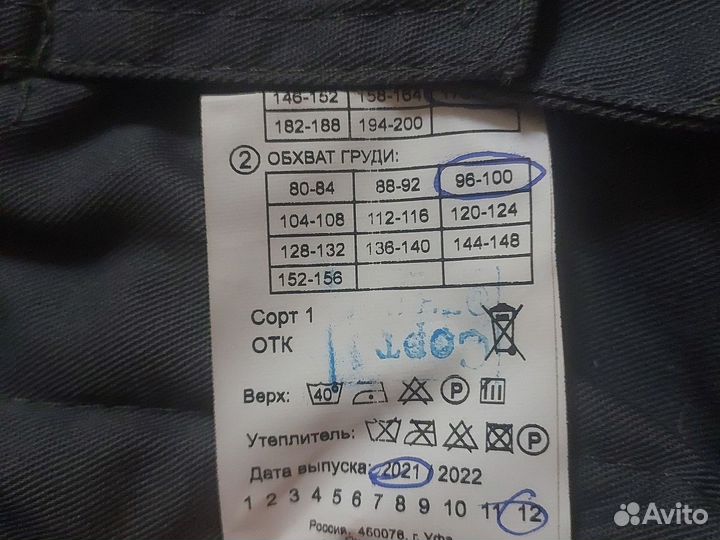 146-152 158-164
182-188 194-200
2 ОБХВАТ ГРУДИ:
80-84 88-92 96-100
104-108 112-116 120-124
128-132 136-140 144-148
152-156
Сорт 1
СОРТ
ОТК
Верх: 40° P
Утеплитель: P
Дата выпуска: 2021 / 2022
1 2 3 4 5 6 7 8 9 10 11 12
Россия, 450076, г. Уфа
Avito